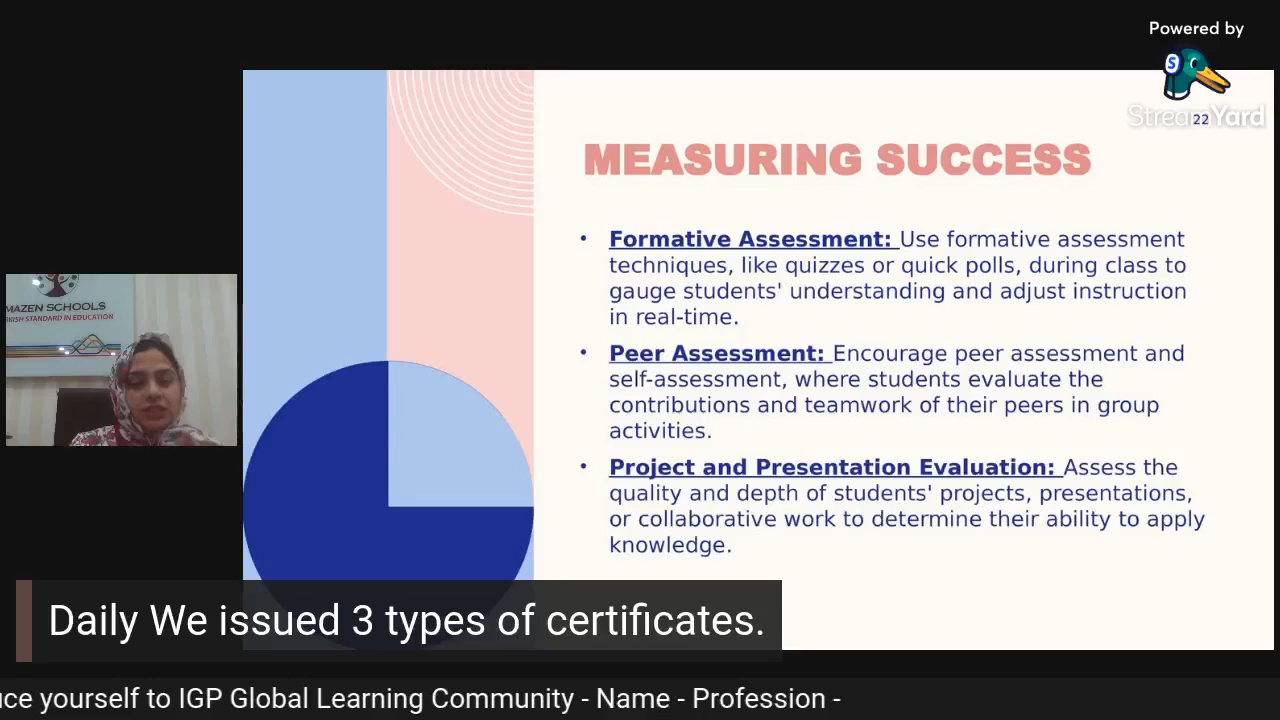 Powered by
StreamYard
22
MEASURING SUCCESS
• Formative Assessment: Use formative assessment
techniques, like quizzes or quick polls, during class to
gauge students' understanding and adjust instruction
in real-time.
• Peer Assessment: Encourage peer assessment and
self-assessment, where students evaluate the
contributions and teamwork of their peers in group
activities.
• Project and Presentation Evaluation: Assess the
quality and depth of students' projects, presentations,
or collaborative work to determine their ability to apply
knowledge.
MAZEN SCHOOLS
STANDARD IN EDUCATION
Daily We issued 3 types of certificates.
yourself to IGP Global Learning Community - Name - Profession -